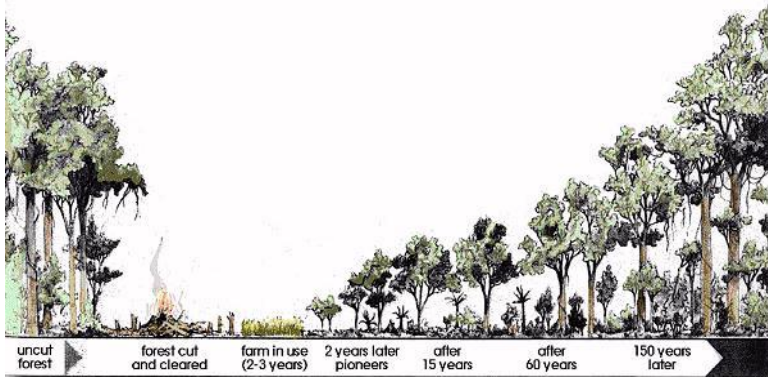 uncut
forest
forest cut
and cleared
farm in use
(2-3 years)
2 years later
pioneers
after
15 years
after
60 years
150 years
later